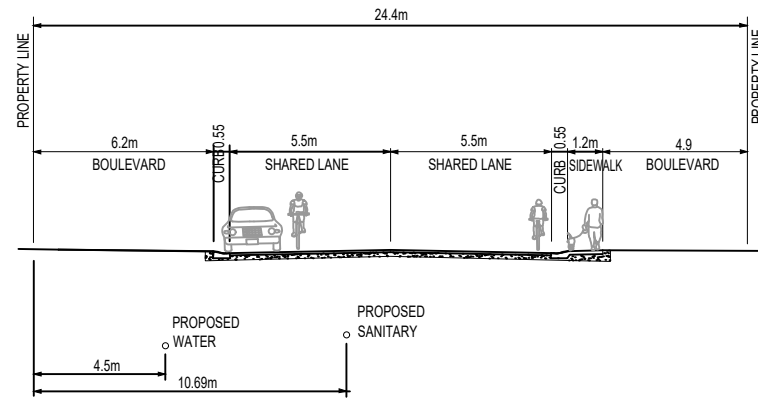 24.4m
PROPERTY LINE
PROPERTY LINE
6.2m
BOULEVARD
CURB 0.55
5.5m
SHARED LANE
5.5m
SHARED LANE
CURB 0.55
1.2m
SIDEWALK
4.9
BOULEVARD
PROPOSED
WATER
PROPOSED
SANITARY
4.5m
10.69m